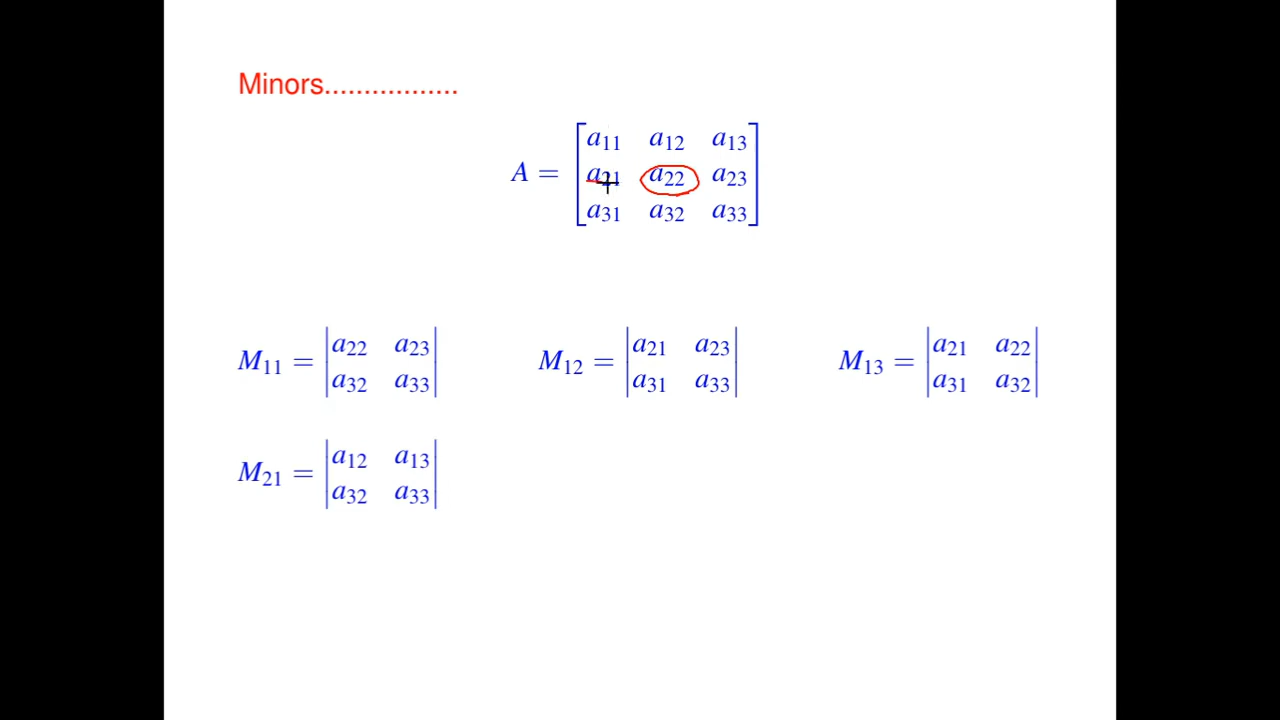 Minors.................
A = [a11 a12 a13
a21 a22 a23
a31 a32 a33]
M11 = |a22 a23| M12 = |a21 a23| M13 = |a21 a22|
|a32 a33| |a31 a33| |a31 a32|
M21 = |a12 a13|
|a32 a33|